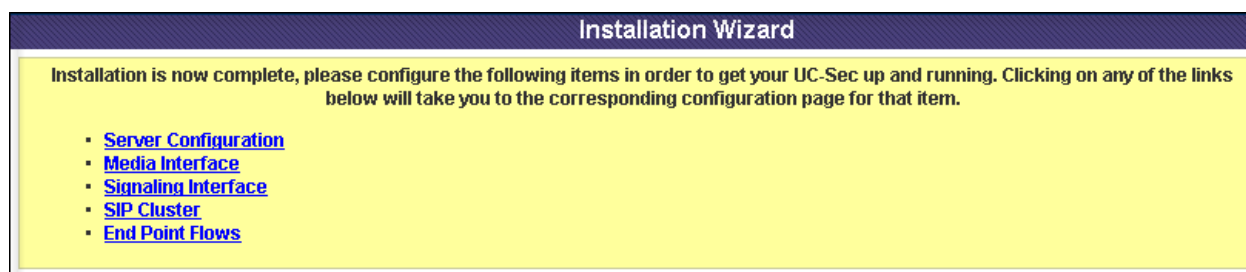 Installation Wizard
Installation is now complete, please configure the following items in order to get your UC-Sec up and running. Clicking on any of the links
below will take you to the corresponding configuration page for that item.
Server Configuration
Media Interface
Signaling Interface
SIP Cluster
End Point Flows